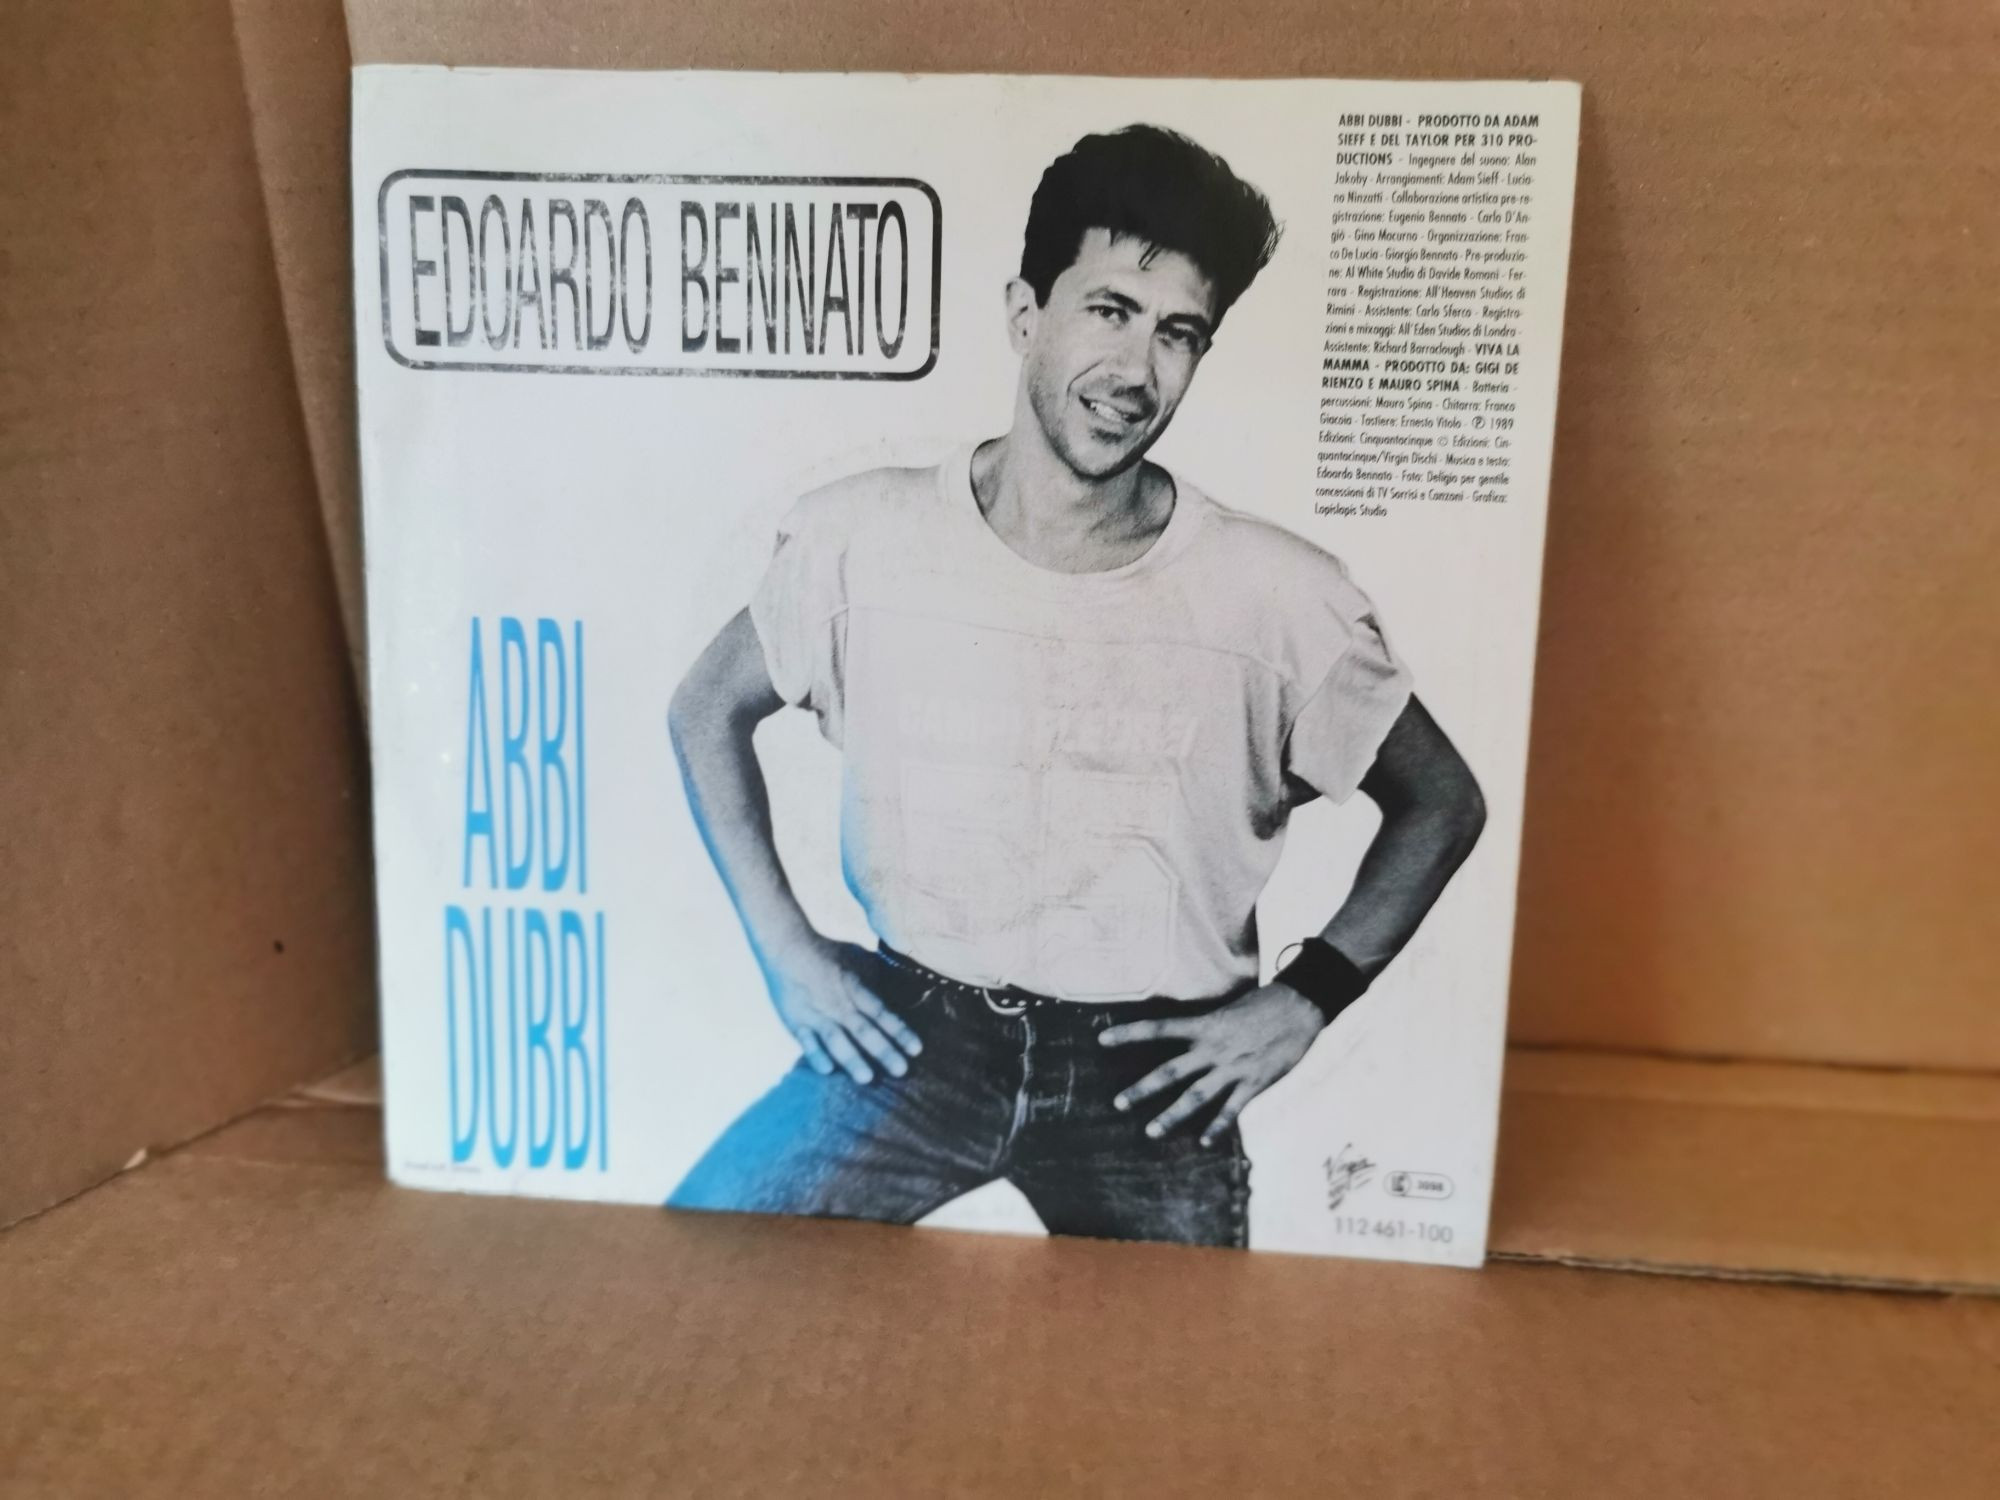 EDOARDO BENNATO
ABBI DUBBI - PRODOTTO DA ADAM
SIEFF E DEL TAYLOR PER 310 PRO-
DUCTIONS - Ingegnere del suono: Alan
Jakoby - Arrangiamenti: Adam Sieff - Lucia-
no Ninzatti - Collaborazione artistica pre-re-
gistrazione: Eugenio Bennato - Carlo D'An-
giò - Gino Macurno - Organizzazione: Fran-
co De Lucia - Giorgio Bennato - Pre-produzio-
ne: Al White Studio di Davide Romani - Fer-
rara - Registrazione: All'Heaven Studios di
Rimini - Assistente: Carlo Sferco - Registra-
zioni e mixaggi: All'Eden Studios di Londra -
Assistente: Richard Barraclough - VIVA LA
MAMMA - PRODOTTO DA: GIGI DE
RIENZO E MAURO SPINA - Batteria -
percussioni: Mauro Spina - Chitarra: Franco
Giacoia - Tastiere: Ernesto Vitolo - ℗ 1989
Edizioni: Cinquantacinque © Edizioni: Cin-
quantacinque/Virgin Dischi - Musica e testo:
Edoardo Bennato - Foto: Deligio per gentile
concessioni di TV Sorrisi e Canzoni - Grafica:
Lapislapis Studio
ABBI
DUBBI
Virgin
LC 3098
112 461-100